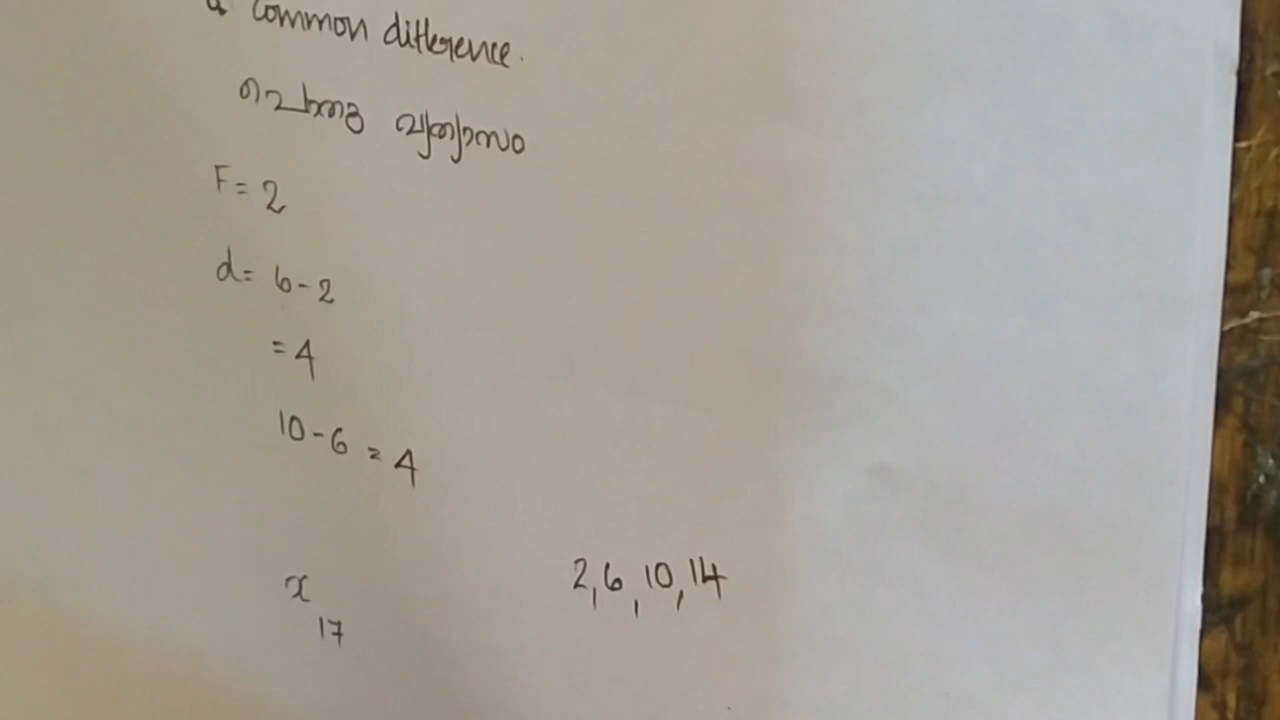 common difference.
പൊതു വ്യത്യാസം
F = 2
d = 6 - 2
= 4
10 - 6 = 4
x 17
2, 6, 10, 14